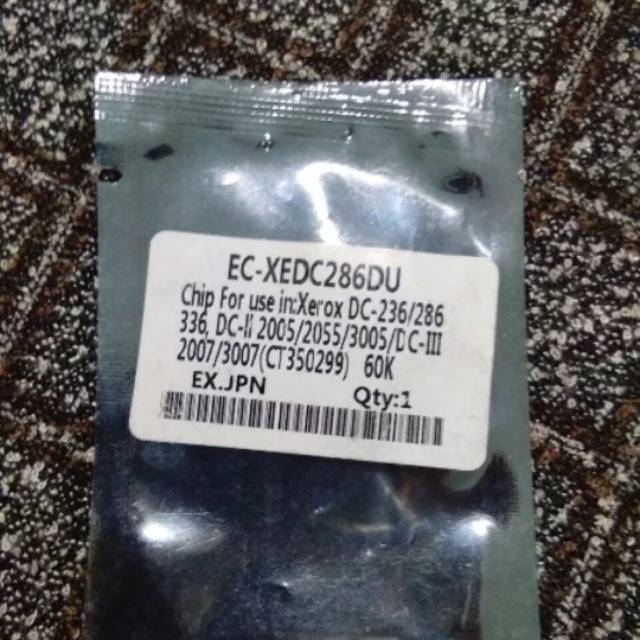 EC-XEDC286DU
Chip For use in:Xerox DC-236/286
336, DC-II 2005/2055/3005/DC-III
2007/3007(CT350299) 60K
EX.JPN Qty:1